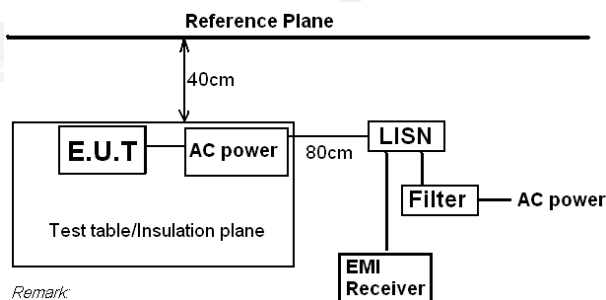 Reference Plane
40cm
E.U.T
AC power
80cm
LISN
Filter
AC power
Test table/Insulation plane
EMI
Receiver
Remark: